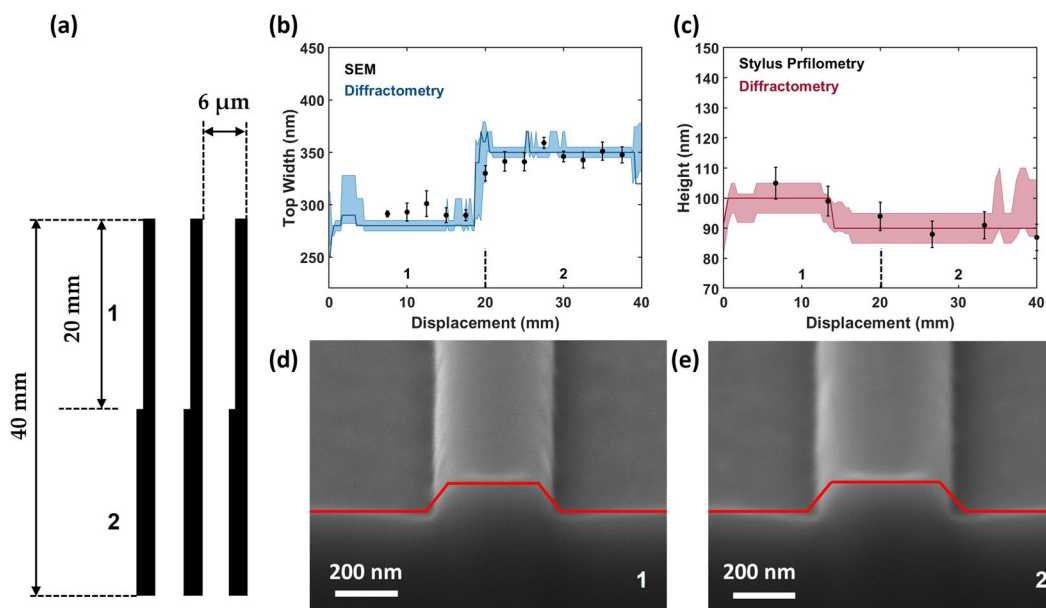 (a)
6 µm
40 mm
20 mm
1
2
(b)
450
400
350
300
250
220
Top Width (nm)
SEM
Diffractometry
1
2
0
10
20
30
40
Displacement (mm)
(c)
150
140
130
120
110
100
90
80
70
Height (nm)
Stylus Prfilometry
Diffractometry
1
2
0
10
20
30
40
Displacement (mm)
(d)
200 nm
1
(e)
200 nm
2